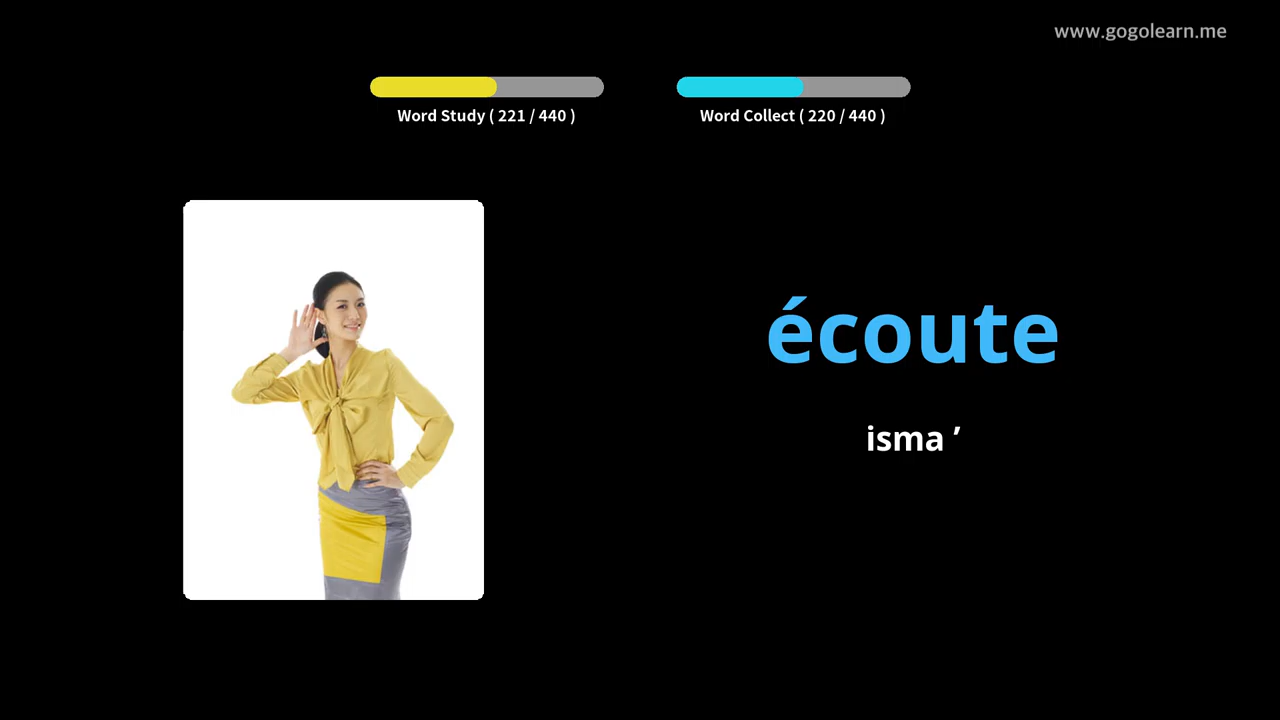 www.gogolearn.me
Word Study ( 221 / 440 )
Word Collect ( 220 / 440 )
écoute
isma ’